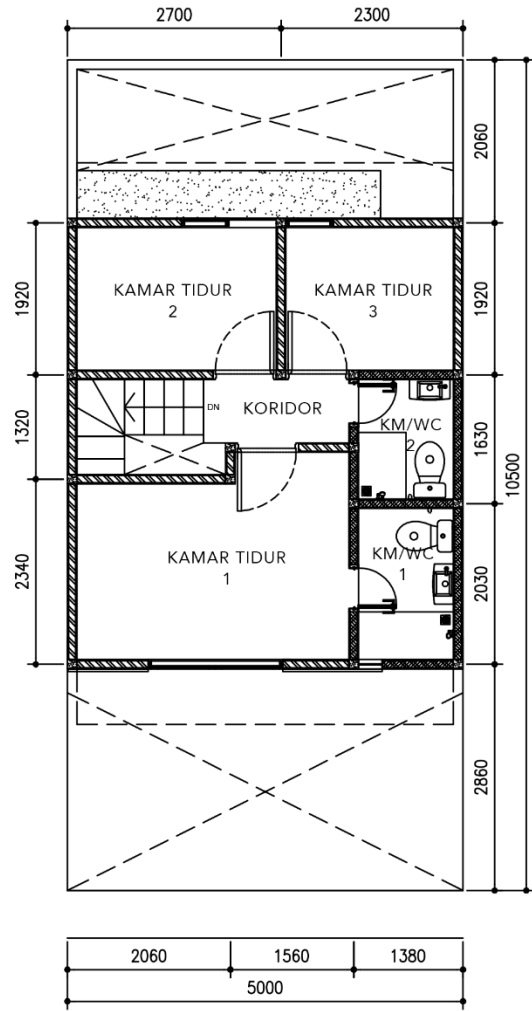 2700
2300
2060
1920
1920
KAMAR TIDUR
2
KAMAR TIDUR
3
1320
DN
KORIDOR
KM/WC
2
1630
10500
2340
KAMAR TIDUR
1
KM/WC
1
2030
2860
2060
1560
1380
5000